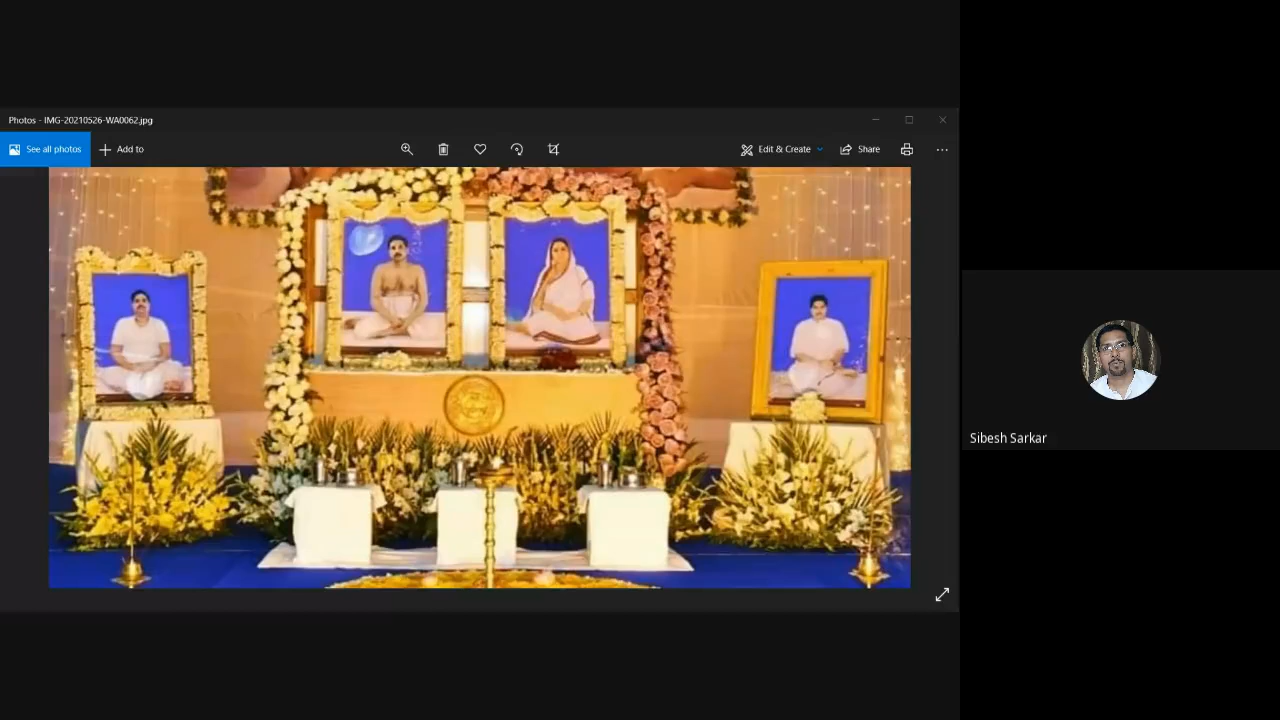 Photos - IMG-20210526-WA0062.jpg
See all photos
Add to
Edit & Create
Share
Sibesh Sarkar